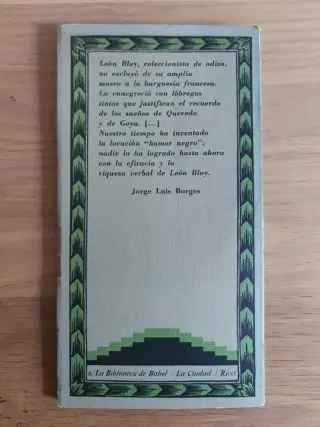 León Bloy, coleccionista de odios,
no excluyó de su amplio
museo a la burguesía francesa.
La ennegreció con lóbregas
tintas que justifican el recuerdo
de los sueños de Quevedo
y de Goya. [...]
Nuestro tiempo ha inventado
la locución "humor negro";
nadie lo ha logrado hasta ahora
con la eficacia y la
riqueza verbal de León Bloy.
Jorge Luis Borges
9/La Biblioteca de Babel / La Ciudad / Ricci